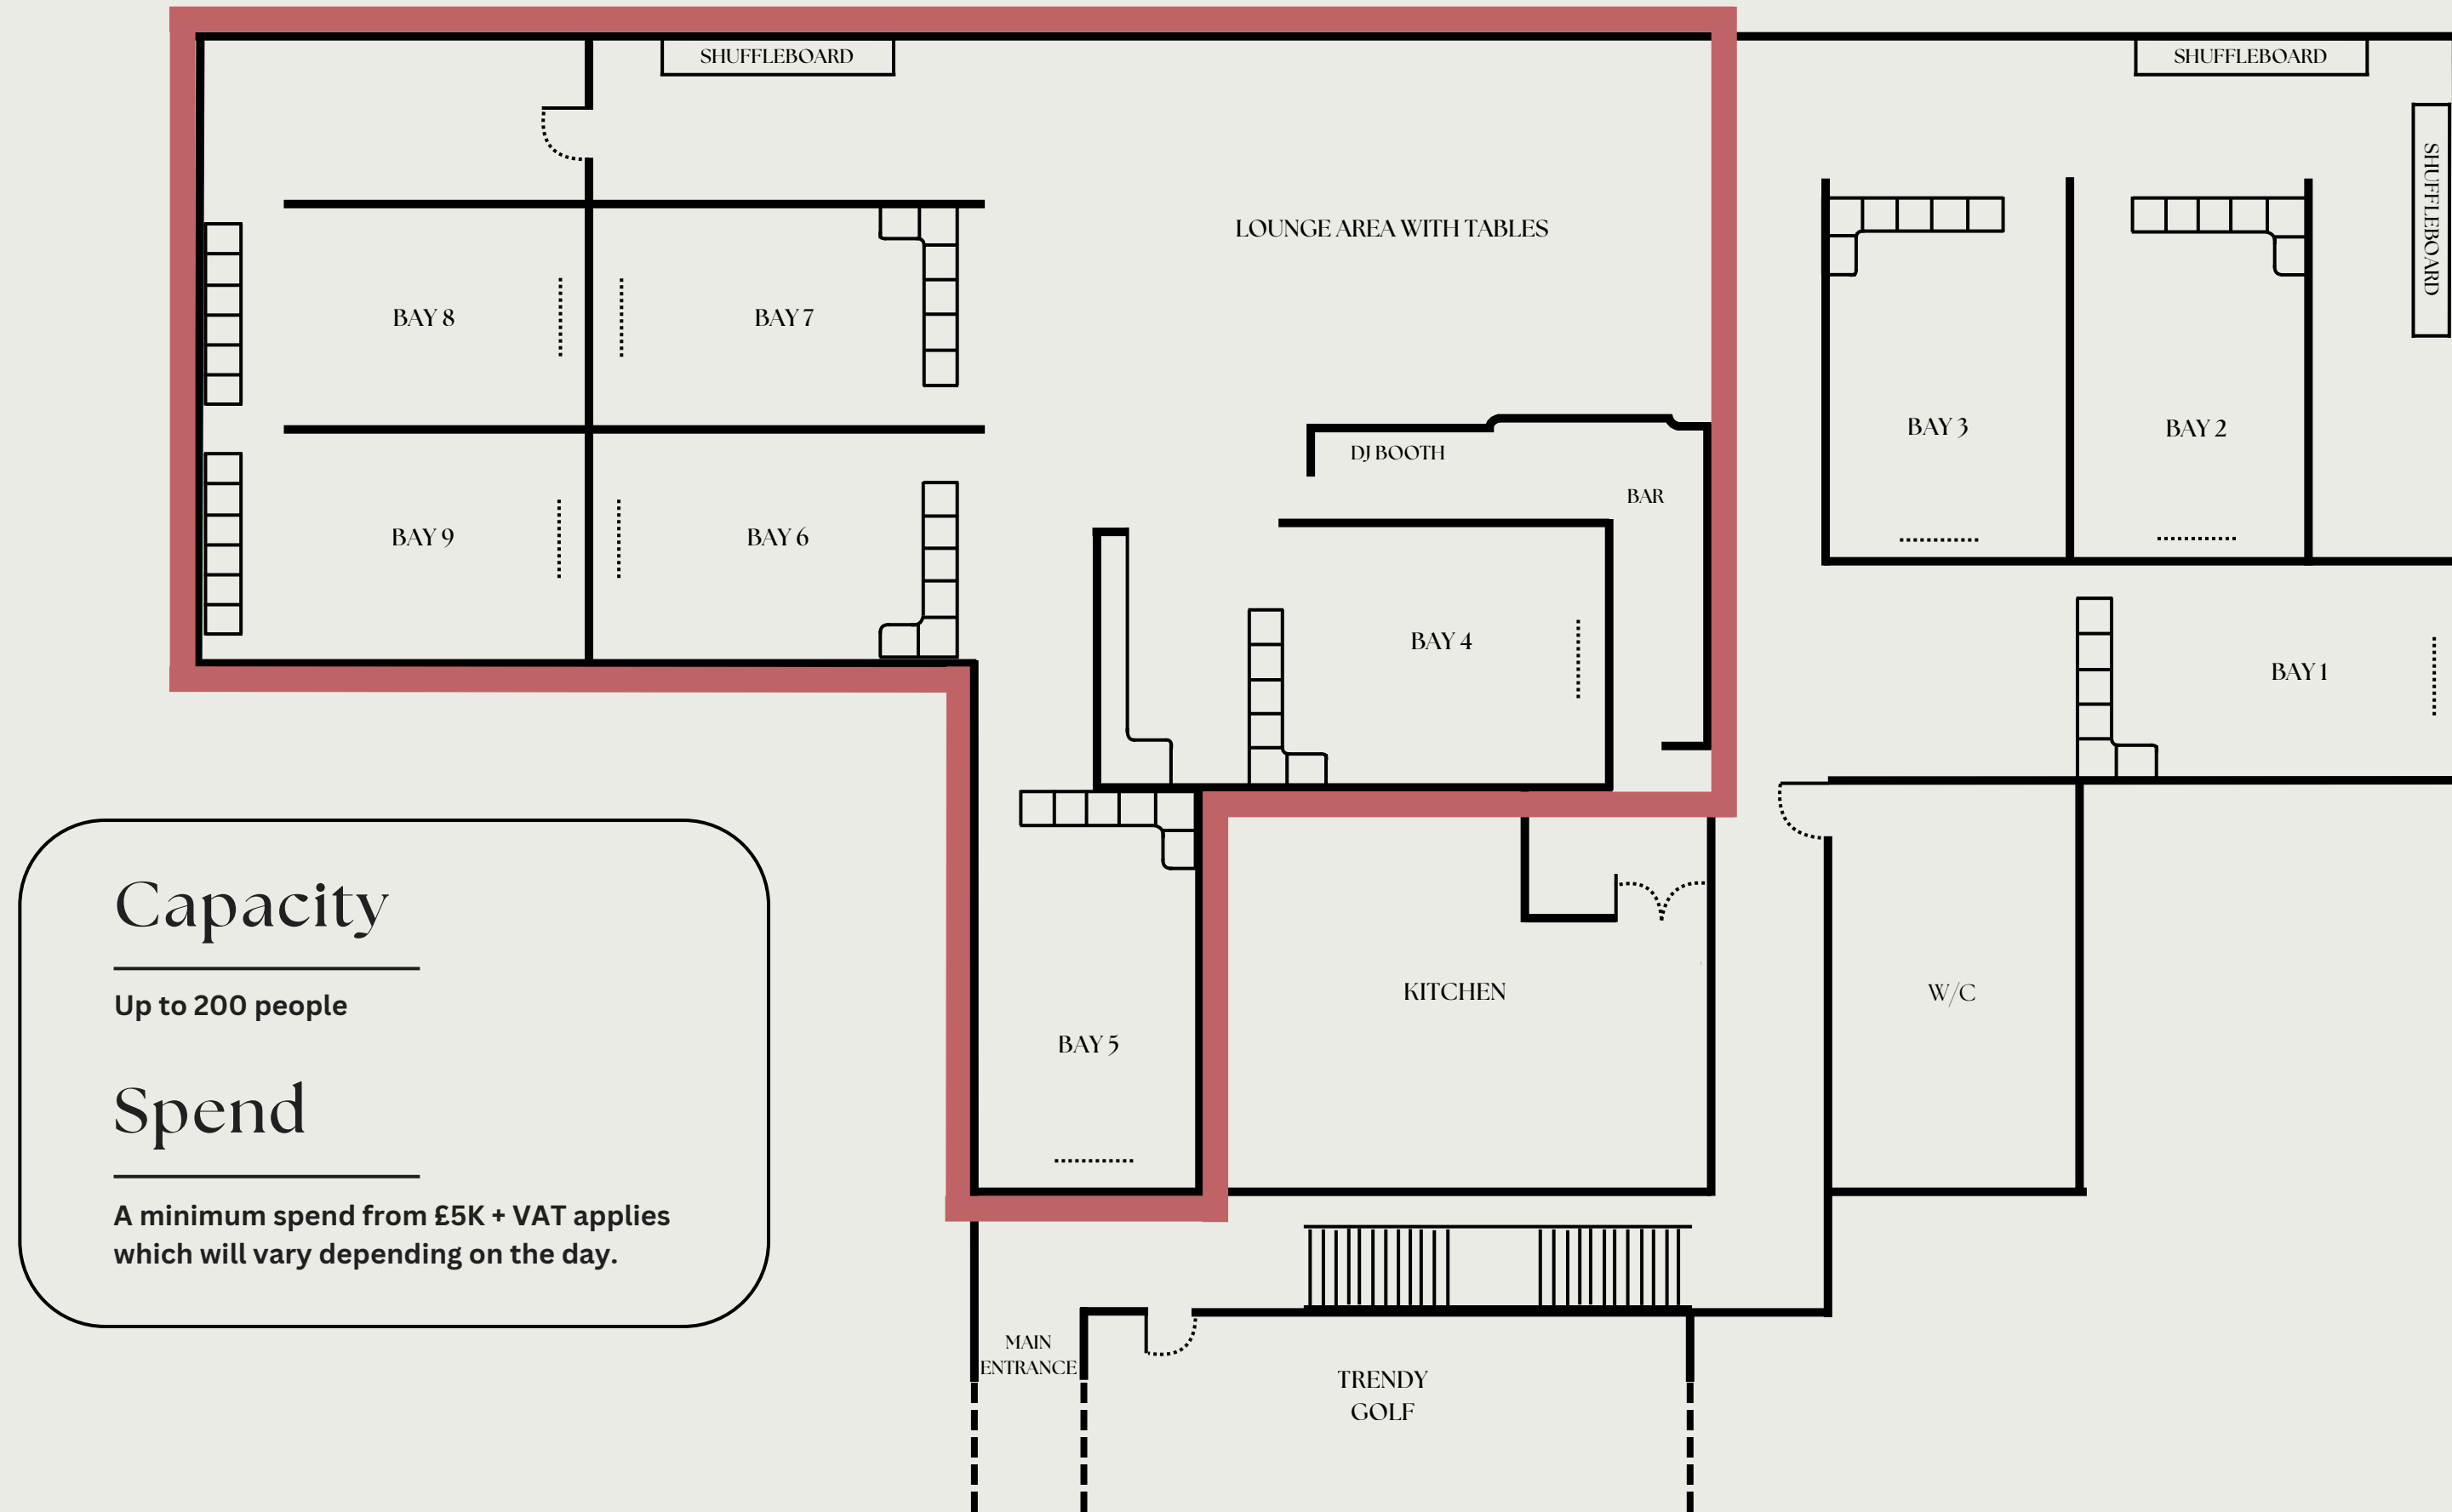 SHUFFLEBOARD
SHUFFLEBOARD
SHUFFLEBOARD
LOUNGE AREA WITH TABLES
BAY 8
BAY 7
BAY 3
BAY 2
DJ BOOTH
BAR
BAY 9
BAY 6
BAY 4
BAY 1
Capacity
Up to 200 people
Spend
A minimum spend from £5K + VAT applies
which will vary depending on the day.
BAY 5
KITCHEN
W/C
MAIN
ENTRANCE
TRENDY
GOLF